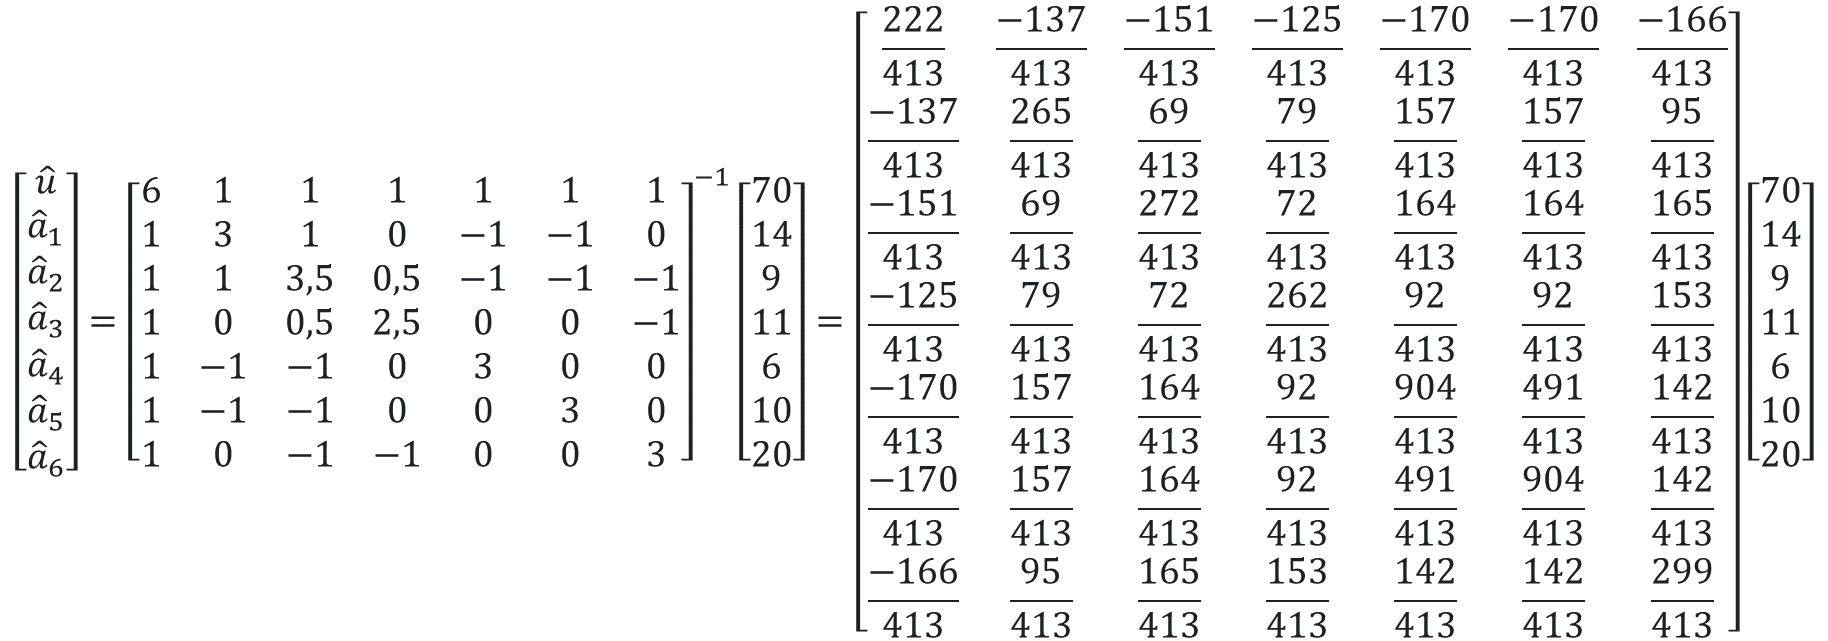 222 −137 −151 −125 −170 −170 −166
413 413 413 413 413 413 413
−137 265 69 79 157 157 95
413 413 413 413 413 413 413
−151 69 272 72 164 164 165
413 413 413 413 413 413 413
−125 79 72 262 92 92 153
413 413 413 413 413 413 413
−170 157 164 92 904 491 142
413 413 413 413 413 413 413
−170 157 164 92 491 904 142
413 413 413 413 413 413 413
−166 95 165 153 142 142 299
413 413 413 413 413 413 413
û 6 1 1 1 1 1 1 −1 70 70
â₁ 1 3 1 0 −1 −1 0 14 14
â₂ 1 1 3,5 0,5 −1 −1 −1 9 9
â₃ = 1 0 0,5 2,5 0 0 −1 11 = 11
â₄ 1 −1 −1 0 3 0 0 6 6
â₅ 1 −1 −1 0 0 3 0 10 10
â₆ 1 0 −1 −1 0 0 3 20 20